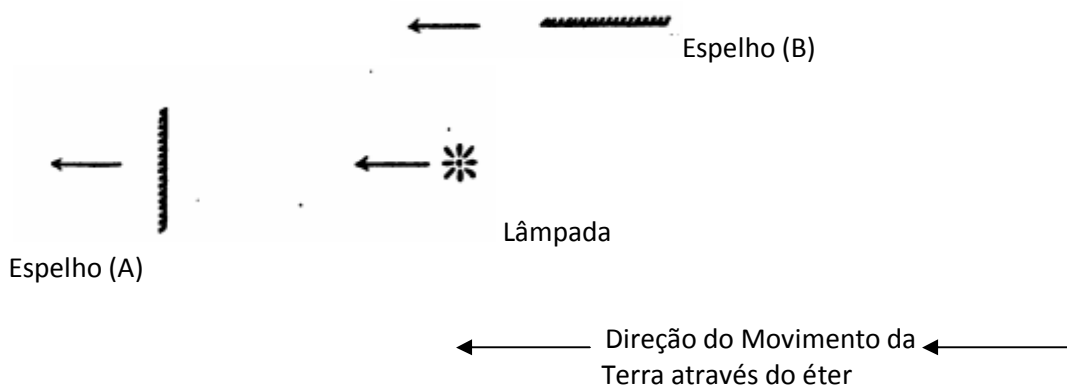 Espelho (B)
Lâmpada
Espelho (A)
Direção do Movimento da
Terra através do éter